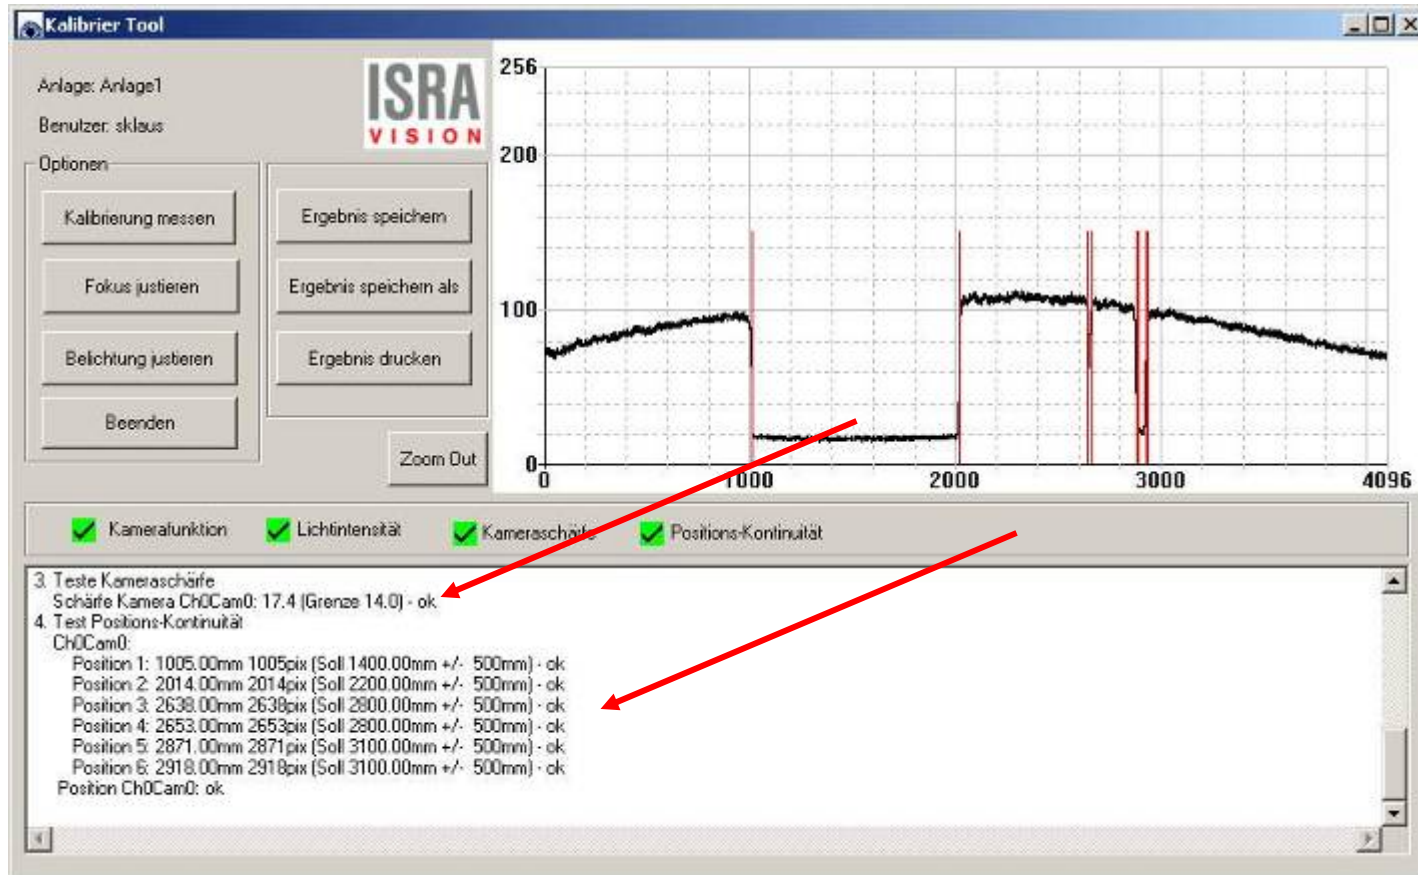 Kalibrier Tool
Anlage: Anlage1
Benutzer: sklaus
ISRA
VISION
Optionen
Kalibrierung messen
Fokus justieren
Belichtung justieren
Beenden
Ergebnis speichern
Ergebnis speichern als
Ergebnis drucken
Zoom Out
256
200
100
0
0 1000 2000 3000 4096
Kamerafunktion Lichtintensität Kameraschärfe Positions-Kontinuität
3. Teste Kameraschärfe
Schärfe Kamera Ch0Cam0: 17.4 (Grenze 14.0) - ok
4. Test Positions-Kontinuität
Ch0Cam0:
Position 1: 1005.00mm 1005pix (Soll 1400.00mm +/- 500mm) - ok
Position 2: 2014.00mm 2014pix (Soll 2200.00mm +/- 500mm) - ok
Position 3: 2638.00mm 2638pix (Soll 2800.00mm +/- 500mm) - ok
Position 4: 2653.00mm 2653pix (Soll 2800.00mm +/- 500mm) - ok
Position 5: 2871.00mm 2871pix (Soll 3100.00mm +/- 500mm) - ok
Position 6: 2918.00mm 2918pix (Soll 3100.00mm +/- 500mm) - ok
Position Ch0Cam0: ok